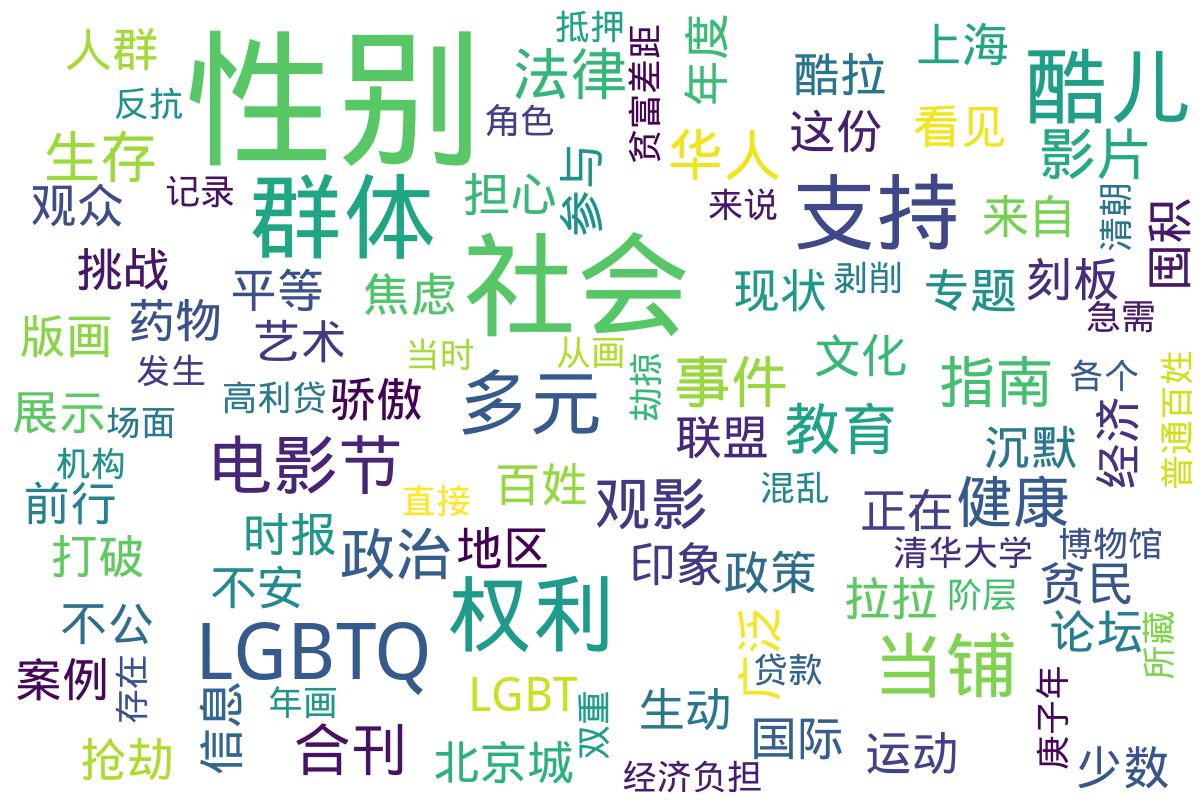 性别
社会
群体
支持
酷儿
权利
LGBTQ
电影节
多元
当铺
法律
华人
影片
生存
事件
指南
教育
观影
健康
政治
合刊
人群
抵押
贫富差距
年度
上海
酷拉
这份
看见
反抗
角色
观众
记录
担心
参与
来说
来自
清朝
囤积
挑战
平等
焦虑
现状
剥削
专题
刻板
急需
药物
艺术
版画
当时
从画
文化
发生
高利贷
骄傲
劫掠
各个
普通百姓
展示
场面
联盟
沉默
经济
机构
百姓
混乱
前行
直接
正在
时报
地区
清华大学
博物馆
打破
不安
印象
政策
贫民
拉拉
阶层
不公
论坛
所藏
广泛
贷款
案例
存在
LGBT
庚子年
信息
年画
双重
生动
国际
抢劫
北京城
经济负担
运动
少数